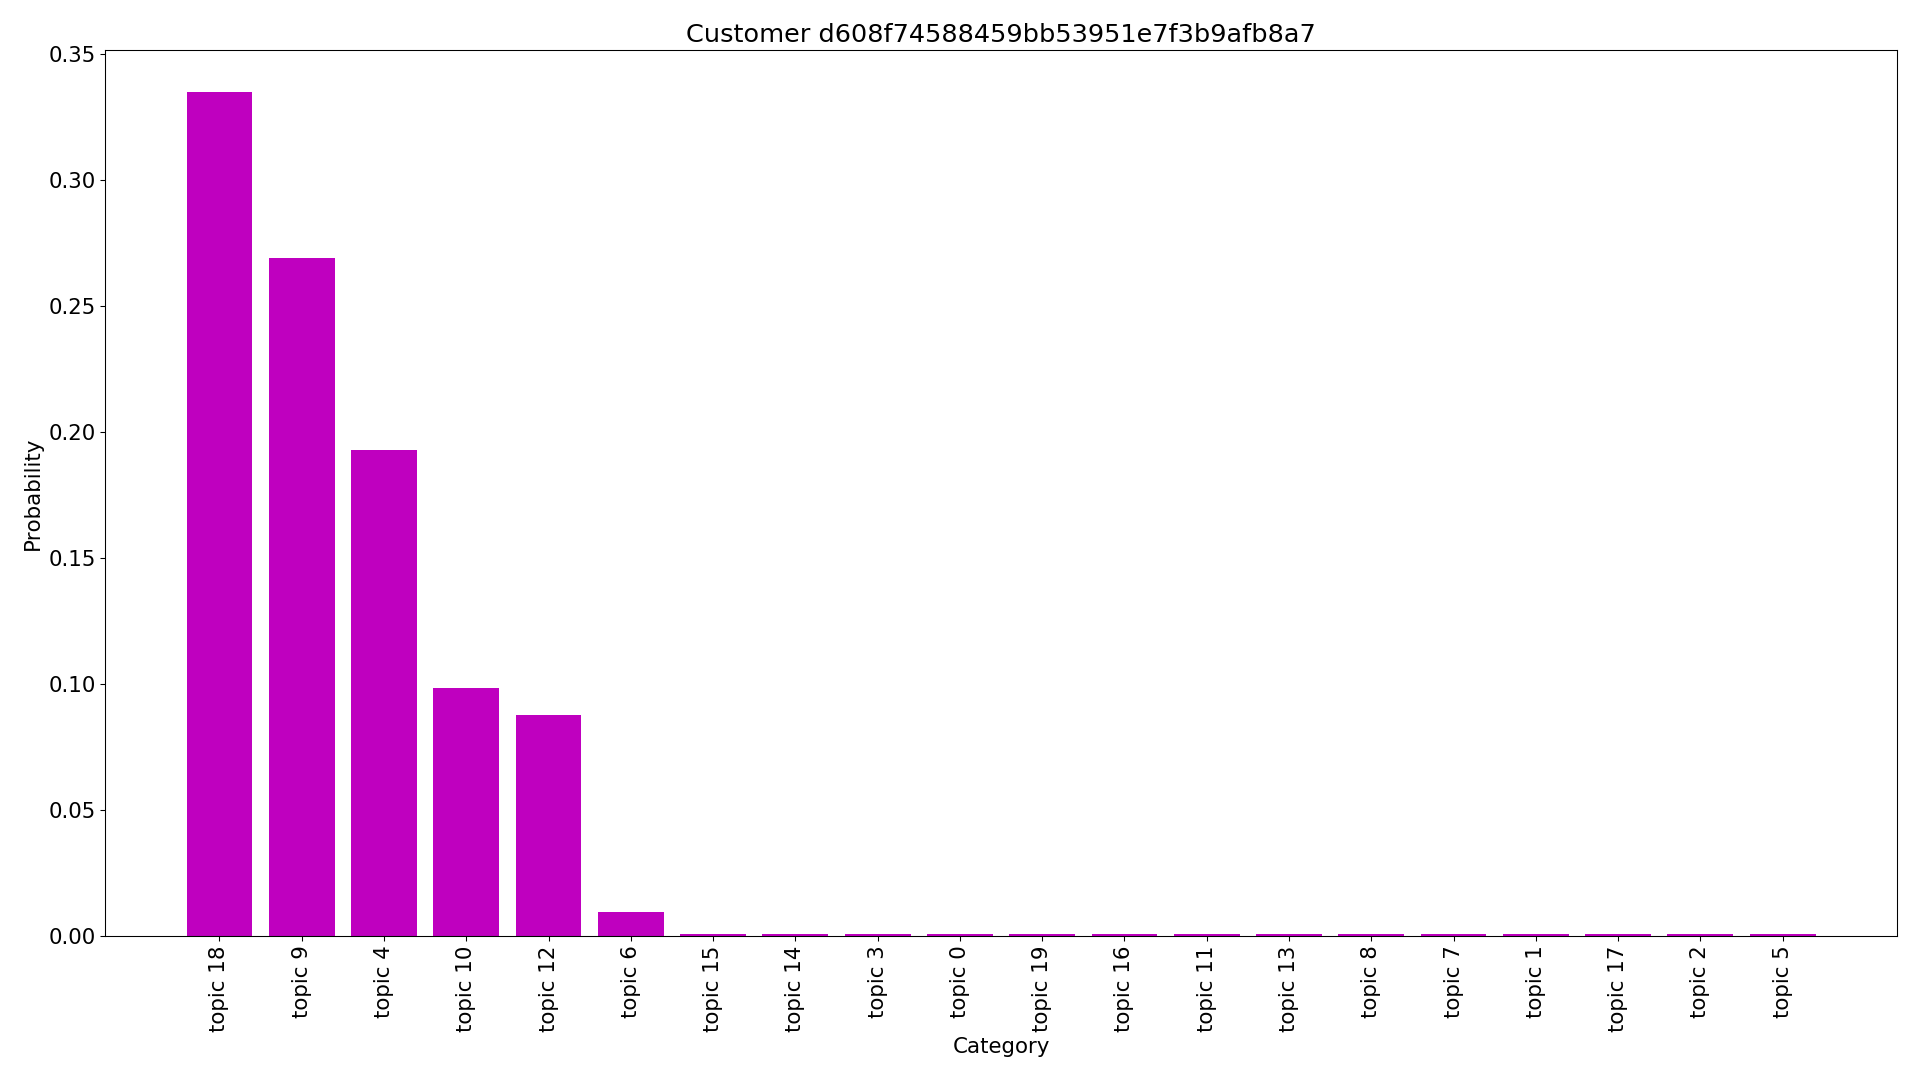 Customer d608f74588459bb53951e7f3b9afb8a7
0.35
0.30
0.25
0.20
0.15
0.10
0.05
0.00
Probability
topic 18
topic 9
topic 4
topic 10
topic 12
topic 6
topic 15
topic 14
topic 3
topic 0
topic 19
topic 16
topic 11
topic 13
topic 8
topic 7
topic 1
topic 17
topic 2
topic 5
Category